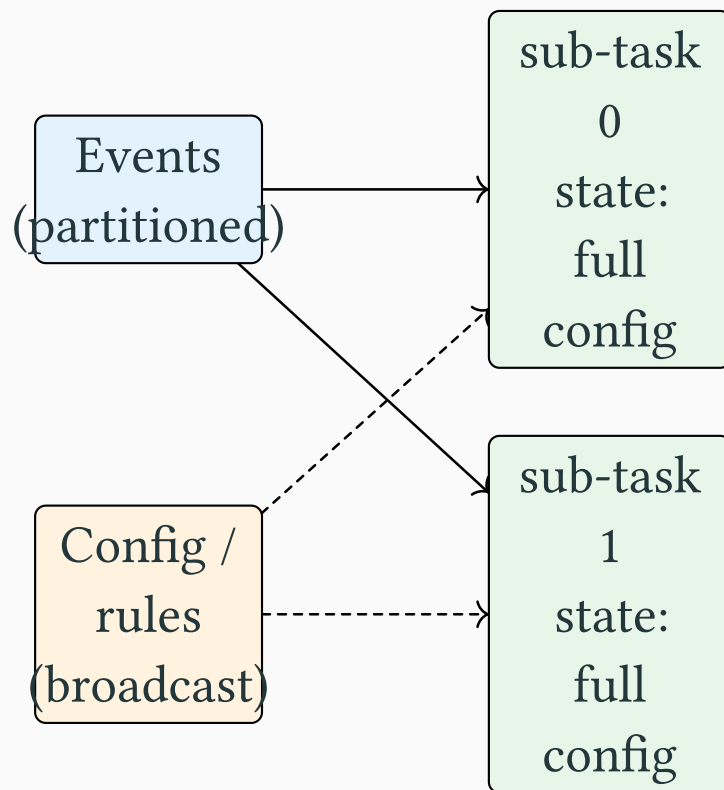 Events
(partitioned)
Config /
rules
(broadcast)
sub-task
0
state:
full
config
sub-task
1
state:
full
config